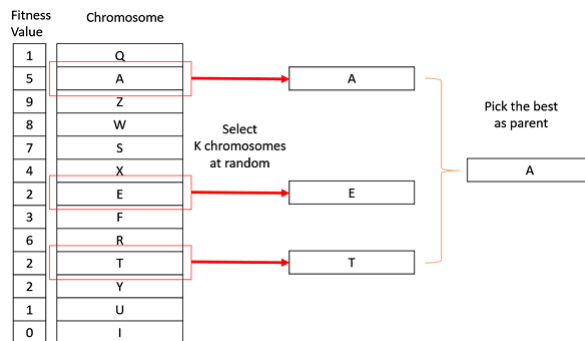 Fitness
Value
Chromosome
1 Q
5 A
9 Z
8 W
7 S
4 X
2 E
3 F
6 R
2 T
2 Y
1 U
0 I
Select
K chromosomes
at random
A
E
T
Pick the best
as parent
A